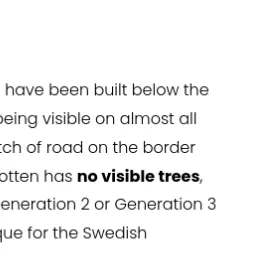 have been built below the
being visible on almost all
tch of road on the border
otten has no visible trees,
eneration 2 or Generation 3
que for the Swedish